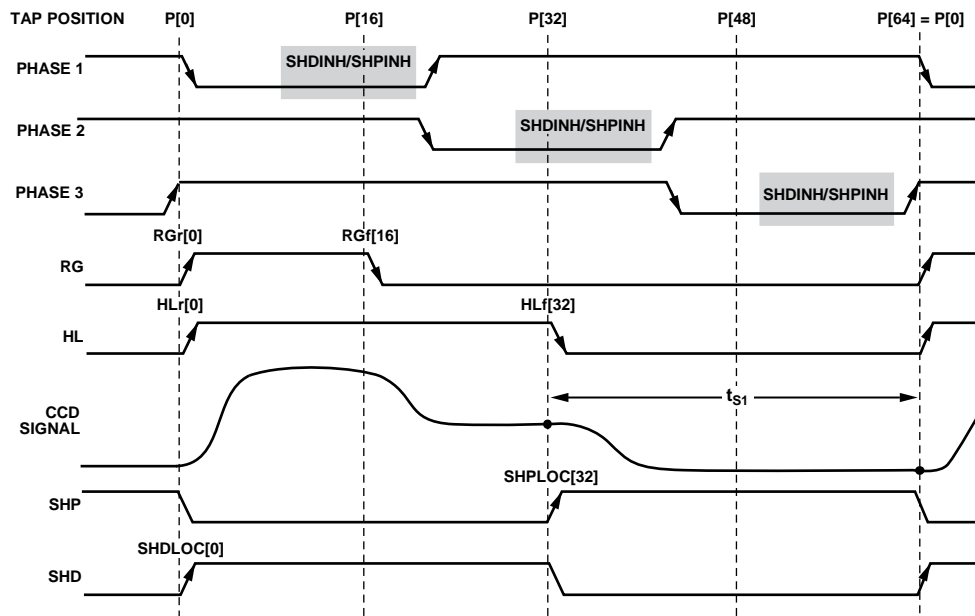 TAP POSITION P[0] P[16] P[32] P[48] P[64] = P[0]
PHASE 1
SHDINH/SHPINH
PHASE 2
SHDINH/SHPINH
PHASE 3
SHDINH/SHPINH
RGr[0] RGf[16]
RG
HLr[0] HLf[32]
HL
tS1
CCD
SIGNAL
SHPLOC[32]
SHP
SHDLOC[0]
SHD